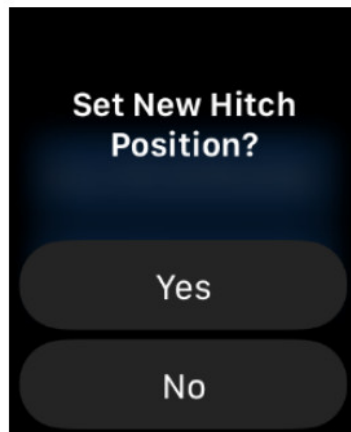 Set New Hitch
Position?
Yes
No